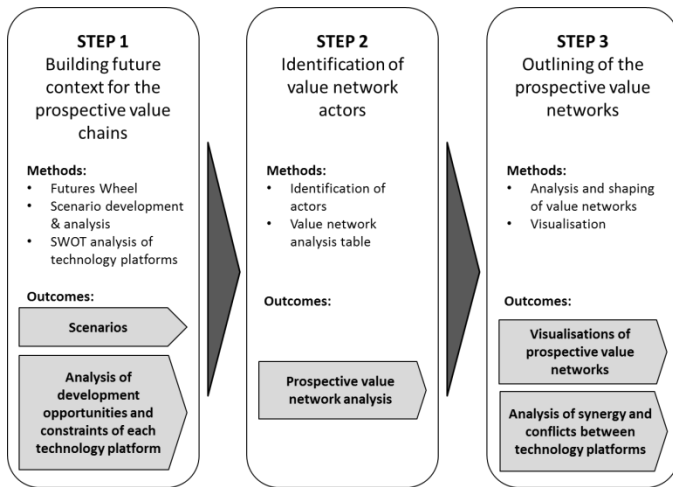 STEP 1
Building future
context for the
prospective value
chains
Methods:
• Futures Wheel
• Scenario development
& analysis
• SWOT analysis of
technology platforms
Outcomes:
Scenarios
Analysis of
development
opportunities and
constraints of each
technology platform
STEP 2
Identification of
value network
actors
Methods:
• Identification of
actors
• Value network
analysis table
Outcomes:
Prospective value
network analysis
STEP 3
Outlining of the
prospective value
networks
Methods:
• Analysis and shaping
of value networks
• Visualisation
Outcomes:
Visualisations of
prospective value
networks
Analysis of synergy and
conflicts between
technology platforms